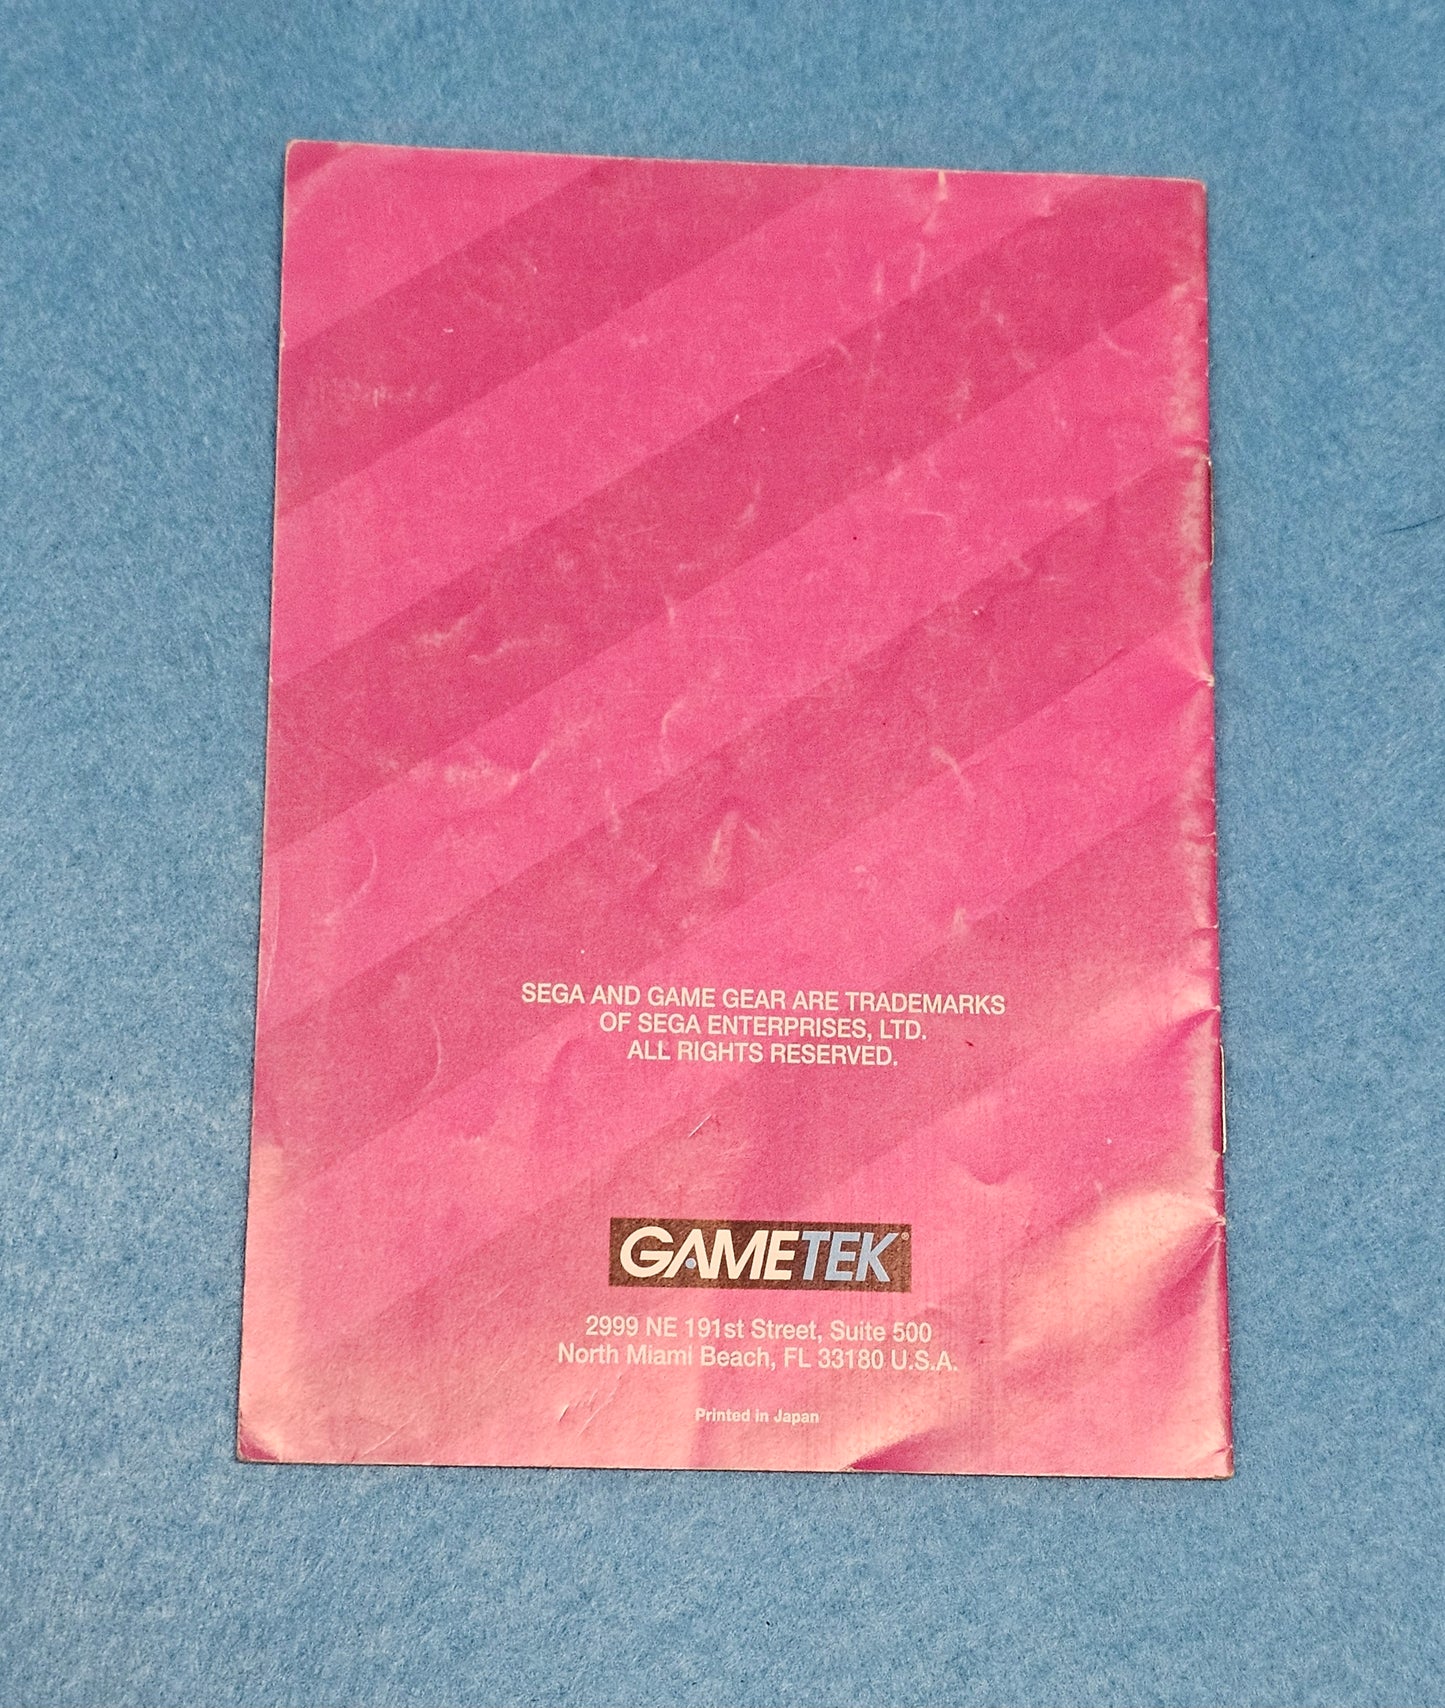 SEGA AND GAME GEAR ARE TRADEMARKS
OF SEGA ENTERPRISES, LTD.
ALL RIGHTS RESERVED.
GAMETEK®
2999 NE 191st Street, Suite 500
North Miami Beach, FL 33180 U.S.A.
Printed in Japan